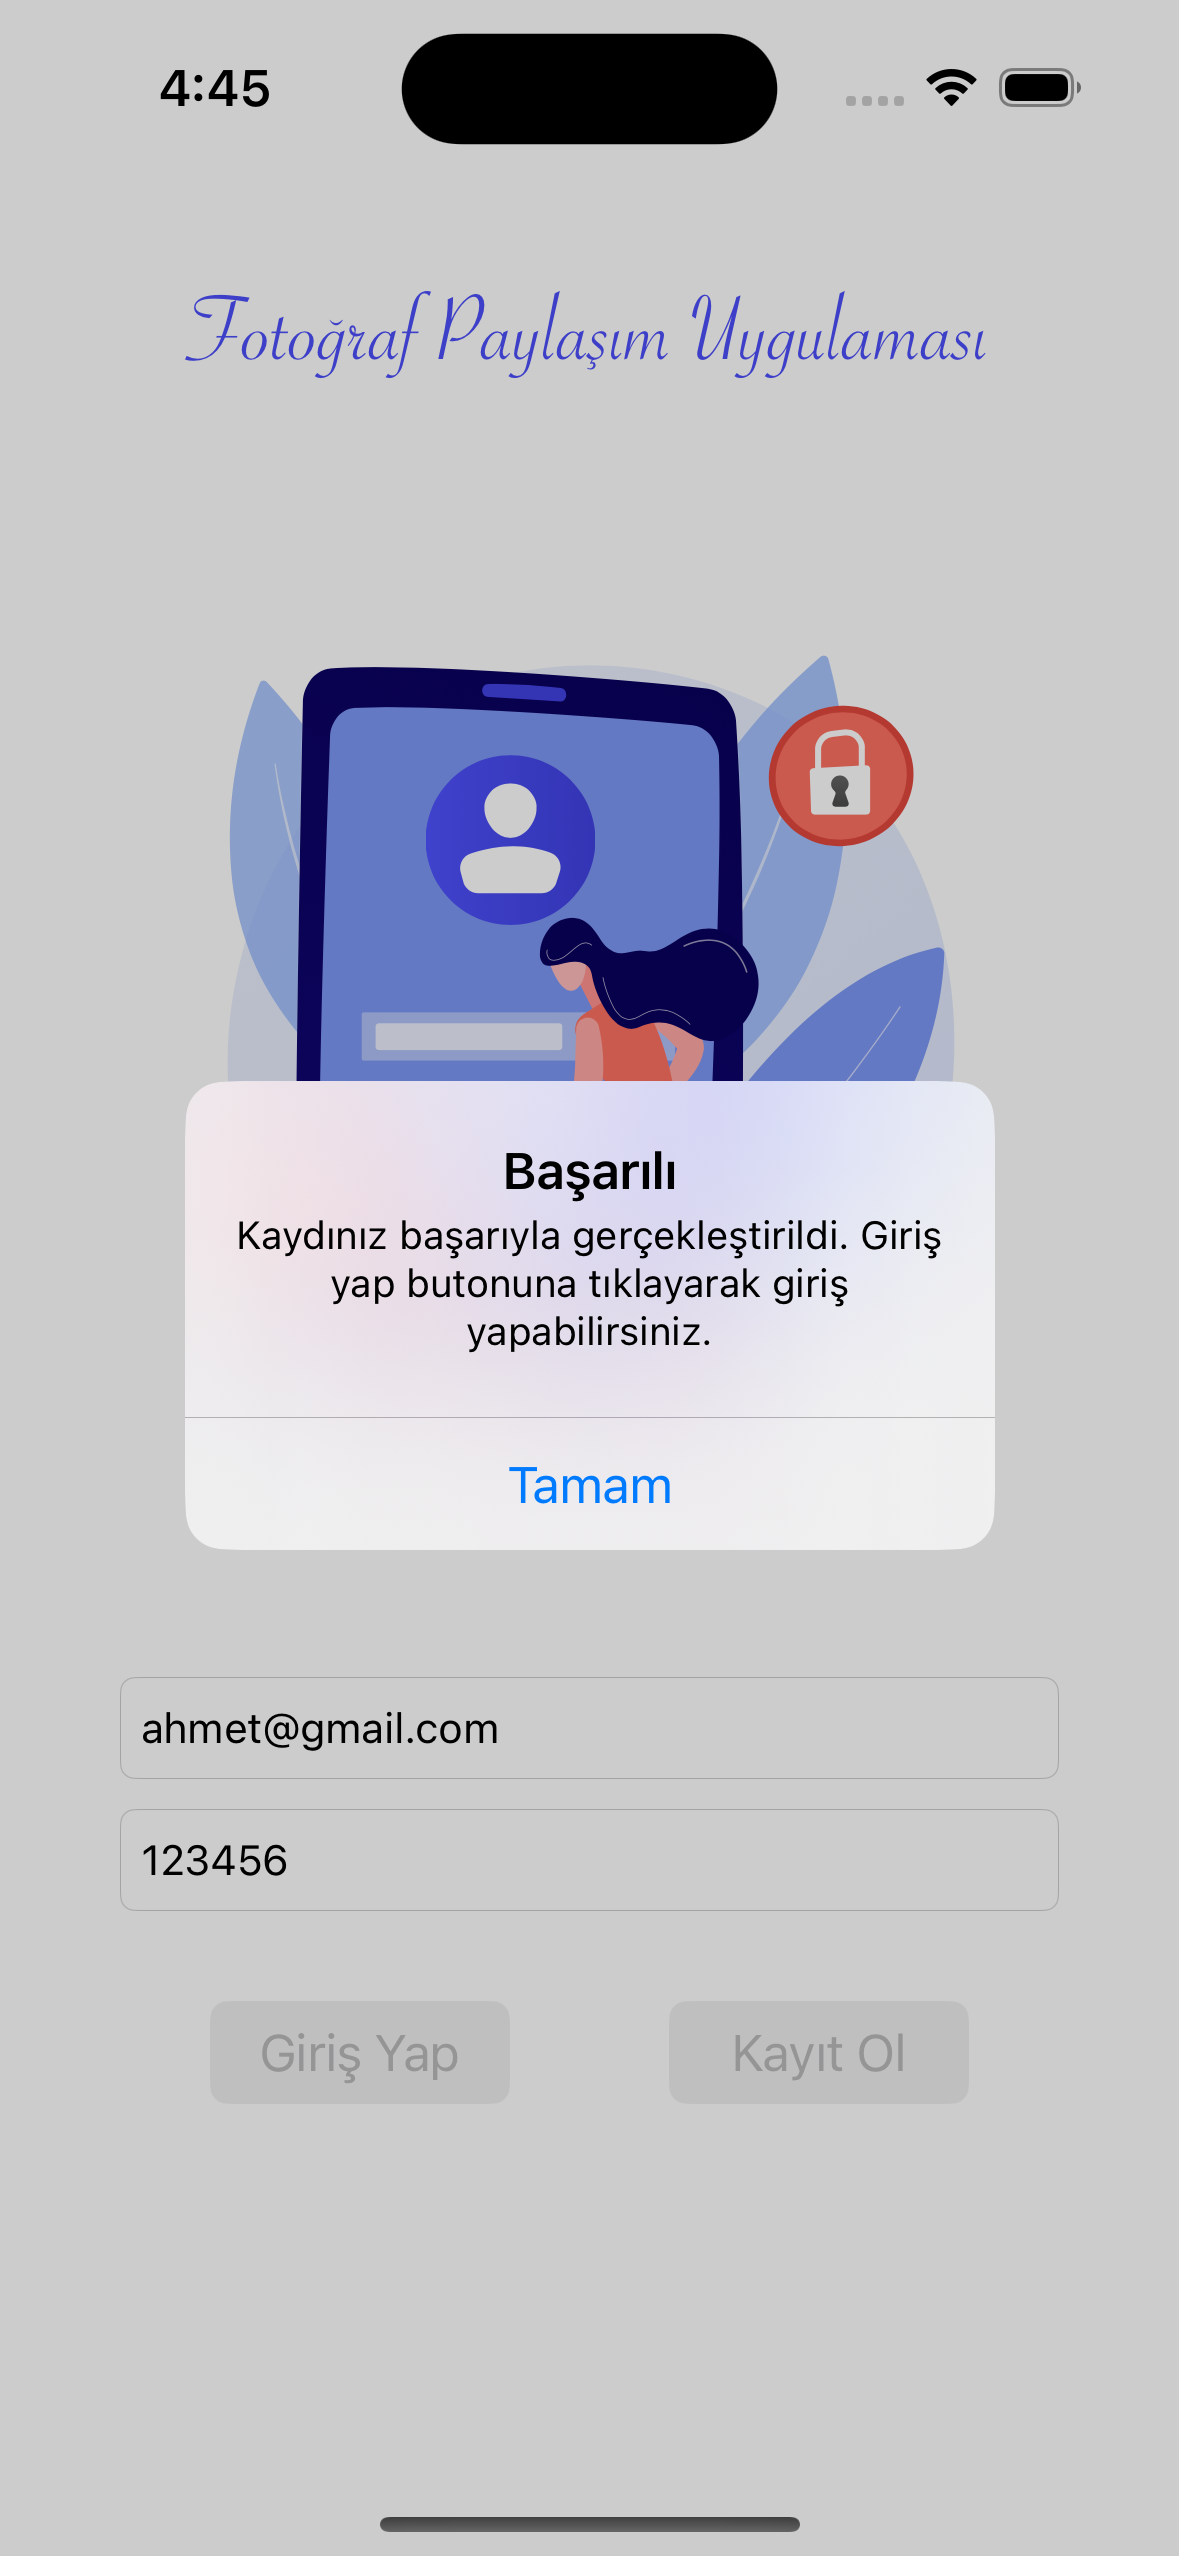 4:45
Fotoğraf Paylaşım Uygulaması
Başarılı
Kaydınız başarıyla gerçekleştirildi. Giriş
yap butonuna tıklayarak giriş
yapabilirsiniz.
Tamam
ahmet@gmail.com
123456
Giriş Yap
Kayıt Ol